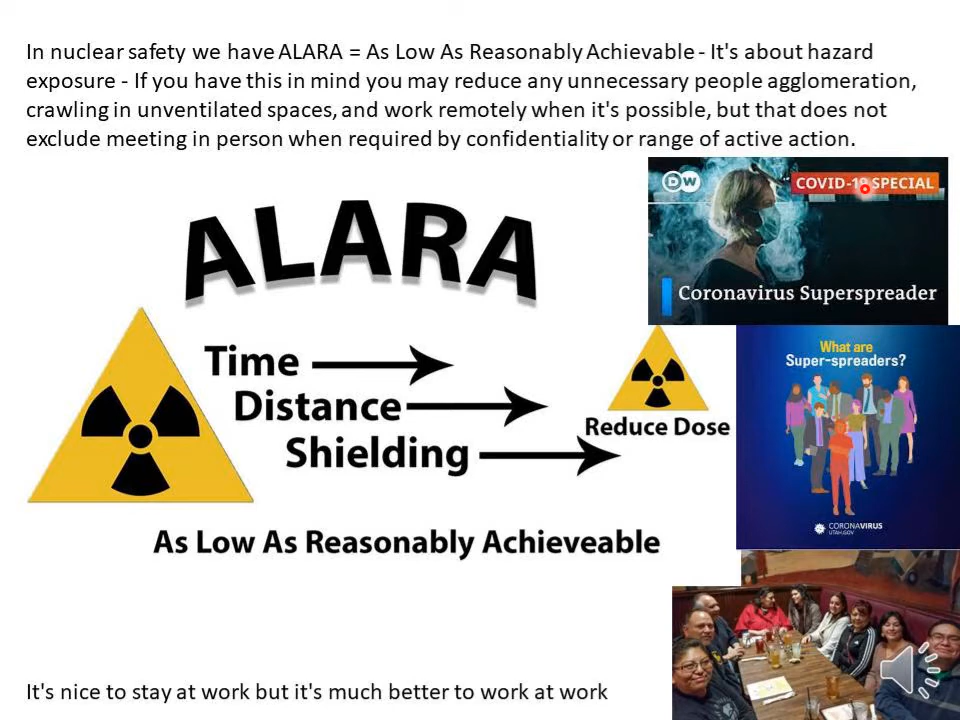 In nuclear safety we have ALARA = As Low As Reasonably Achievable - It's about hazard
exposure - If you have this in mind you may reduce any unnecessary people agglomeration,
crawling in unventilated spaces, and work remotely when it's possible, but that does not
exclude meeting in person when required by confidentiality or range of active action.
DW
COVID-19 SPECIAL
Coronavirus Superspreader
ALARA
Time
Distance
Shielding
Reduce Dose
As Low As Reasonably Achieveable
What are
Super-spreaders?
CORONAVIRUS
UTAH.GOV
It's nice to stay at work but it's much better to work at work